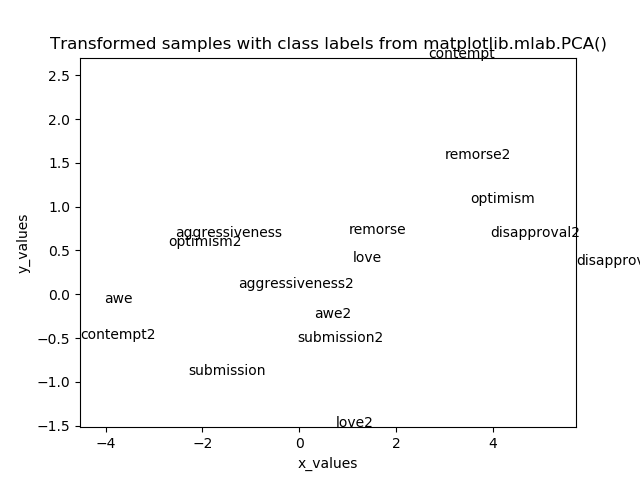 Transformed samples with class labels from matplotlib.mlab.PCA()
contempt
2.5
2.0
remorse2
1.5
optimism
1.0
aggressiveness
remorse
disapproval2
optimism2
0.5
love
disapprov
aggressiveness2
0.0
awe
awe2
contempt2
submission2
−0.5
submission
−1.0
love2
−1.5
−4
−2
0
2
4
x_values
y_values